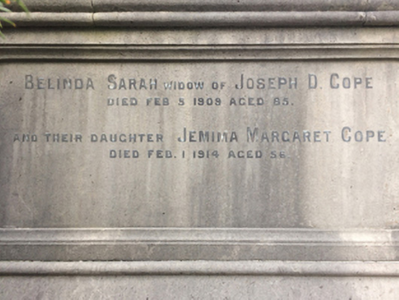 BELINDA SARAH WIDOW OF JOSEPH D. COPE
DIED FEB 5 1909 AGED 85.
AND THEIR DAUGHTER JEMIMA MARGARET COPE
DIED FEB. 1 1914 AGED 56